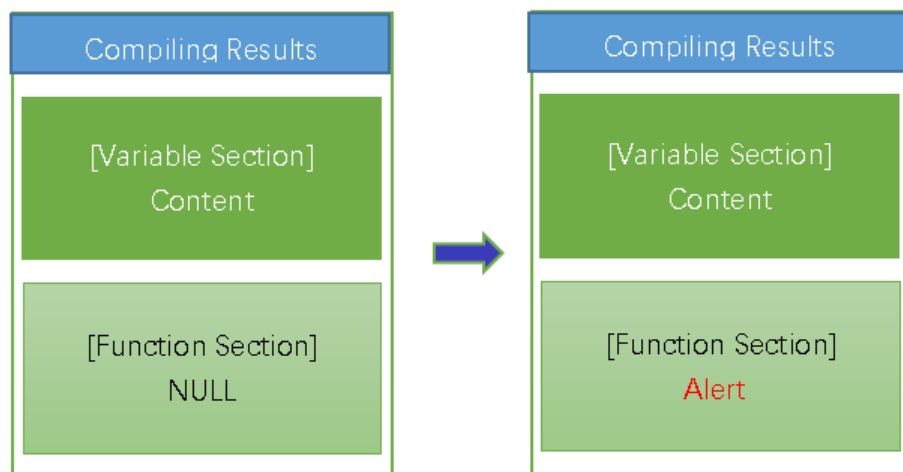 Compiling Results
[Variable Section]
Content
[Function Section]
NULL
Compiling Results
[Variable Section]
Content
[Function Section]
Alert